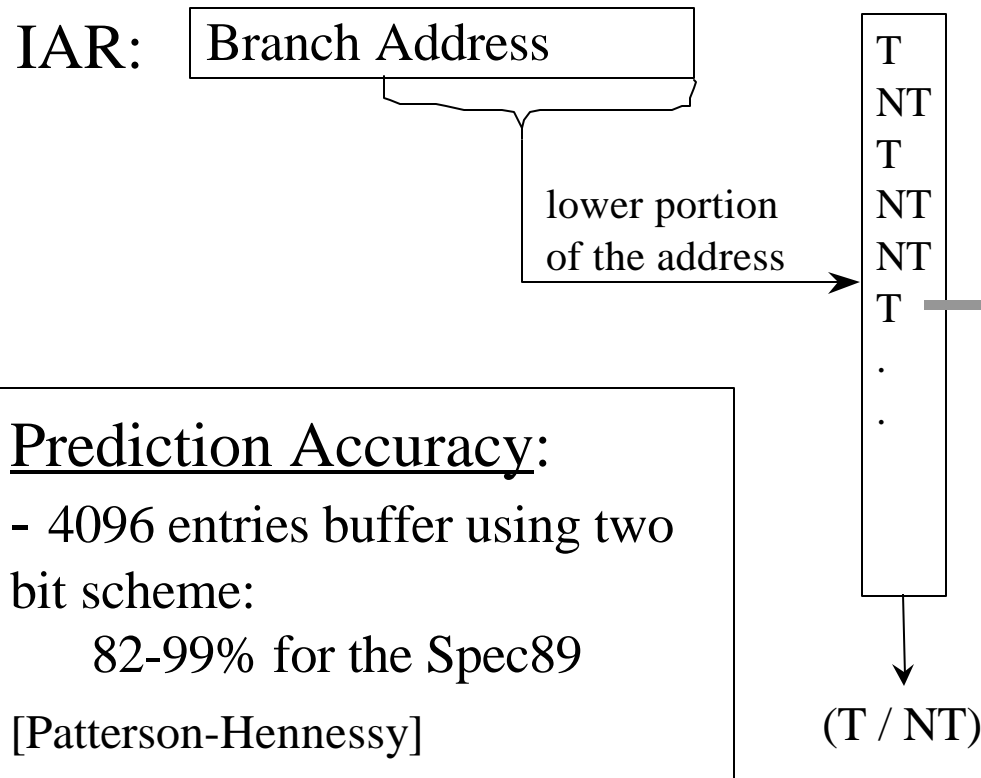 IAR:
Branch Address
lower portion
of the address
T
NT
T
NT
NT
T
.
.
(T / NT)
Prediction Accuracy:
- 4096 entries buffer using two
bit scheme:
82-99% for the Spec89
[Patterson-Hennessy]